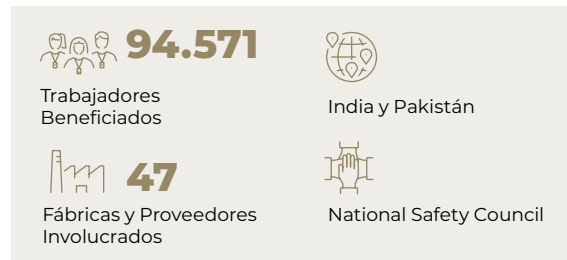 94.571
Trabajadores
Beneficiados
India y Pakistán
47
Fábricas y Proveedores
Involucrados
National Safety Council